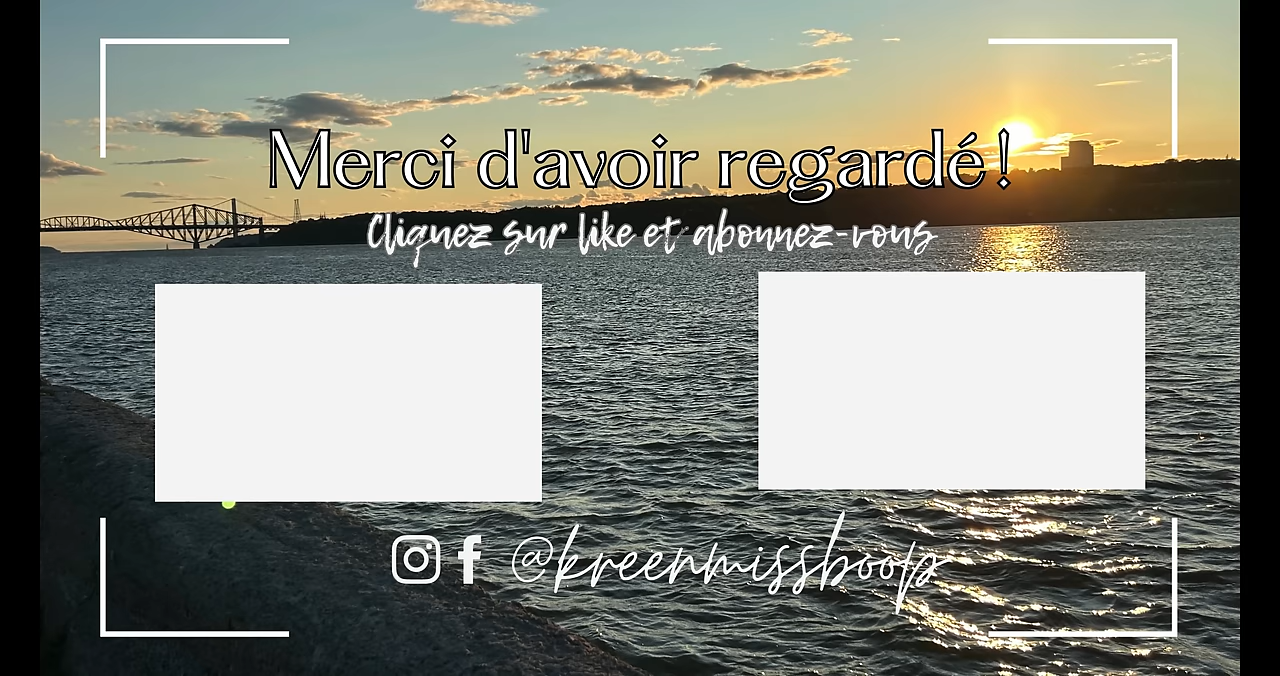 Merci d'avoir regardé!
Cliquez sur like et abonnez-vous
@kreenmissboop